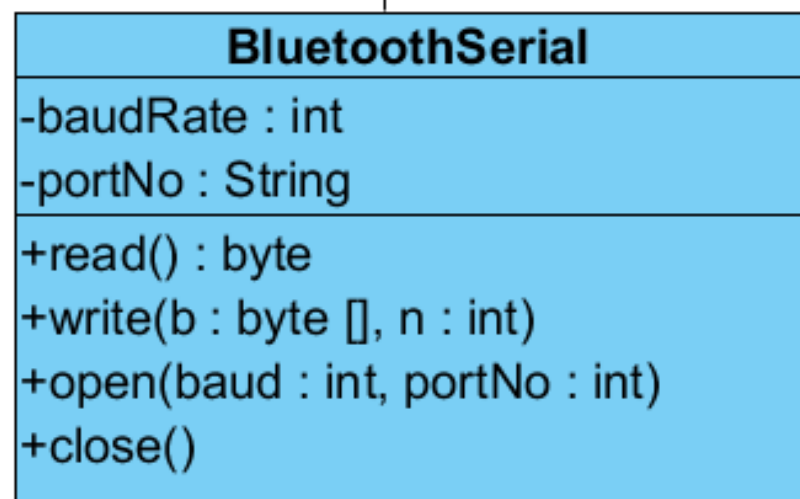 BluetoothSerial
-baudRate : int
-portNo : String
+read() : byte
+write(b : byte [], n : int)
+open(baud : int, portNo : int)
+close()